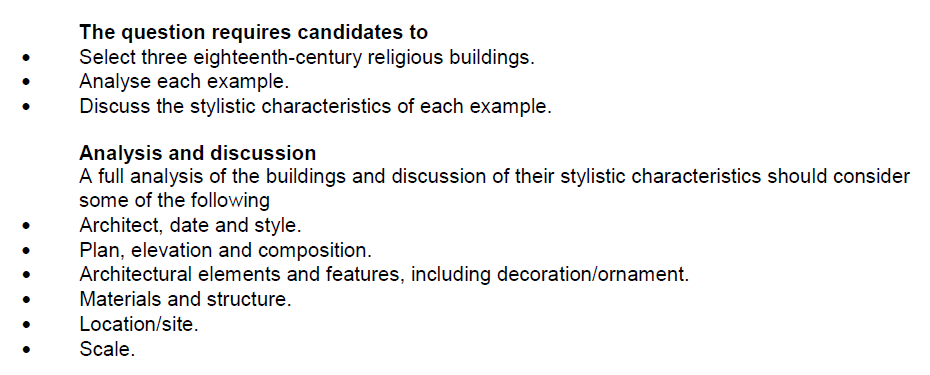 The question requires candidates to
• Select three eighteenth-century religious buildings.
• Analyse each example.
• Discuss the stylistic characteristics of each example.
Analysis and discussion
A full analysis of the buildings and discussion of their stylistic characteristics should consider
some of the following
• Architect, date and style.
• Plan, elevation and composition.
• Architectural elements and features, including decoration/ornament.
• Materials and structure.
• Location/site.
• Scale.